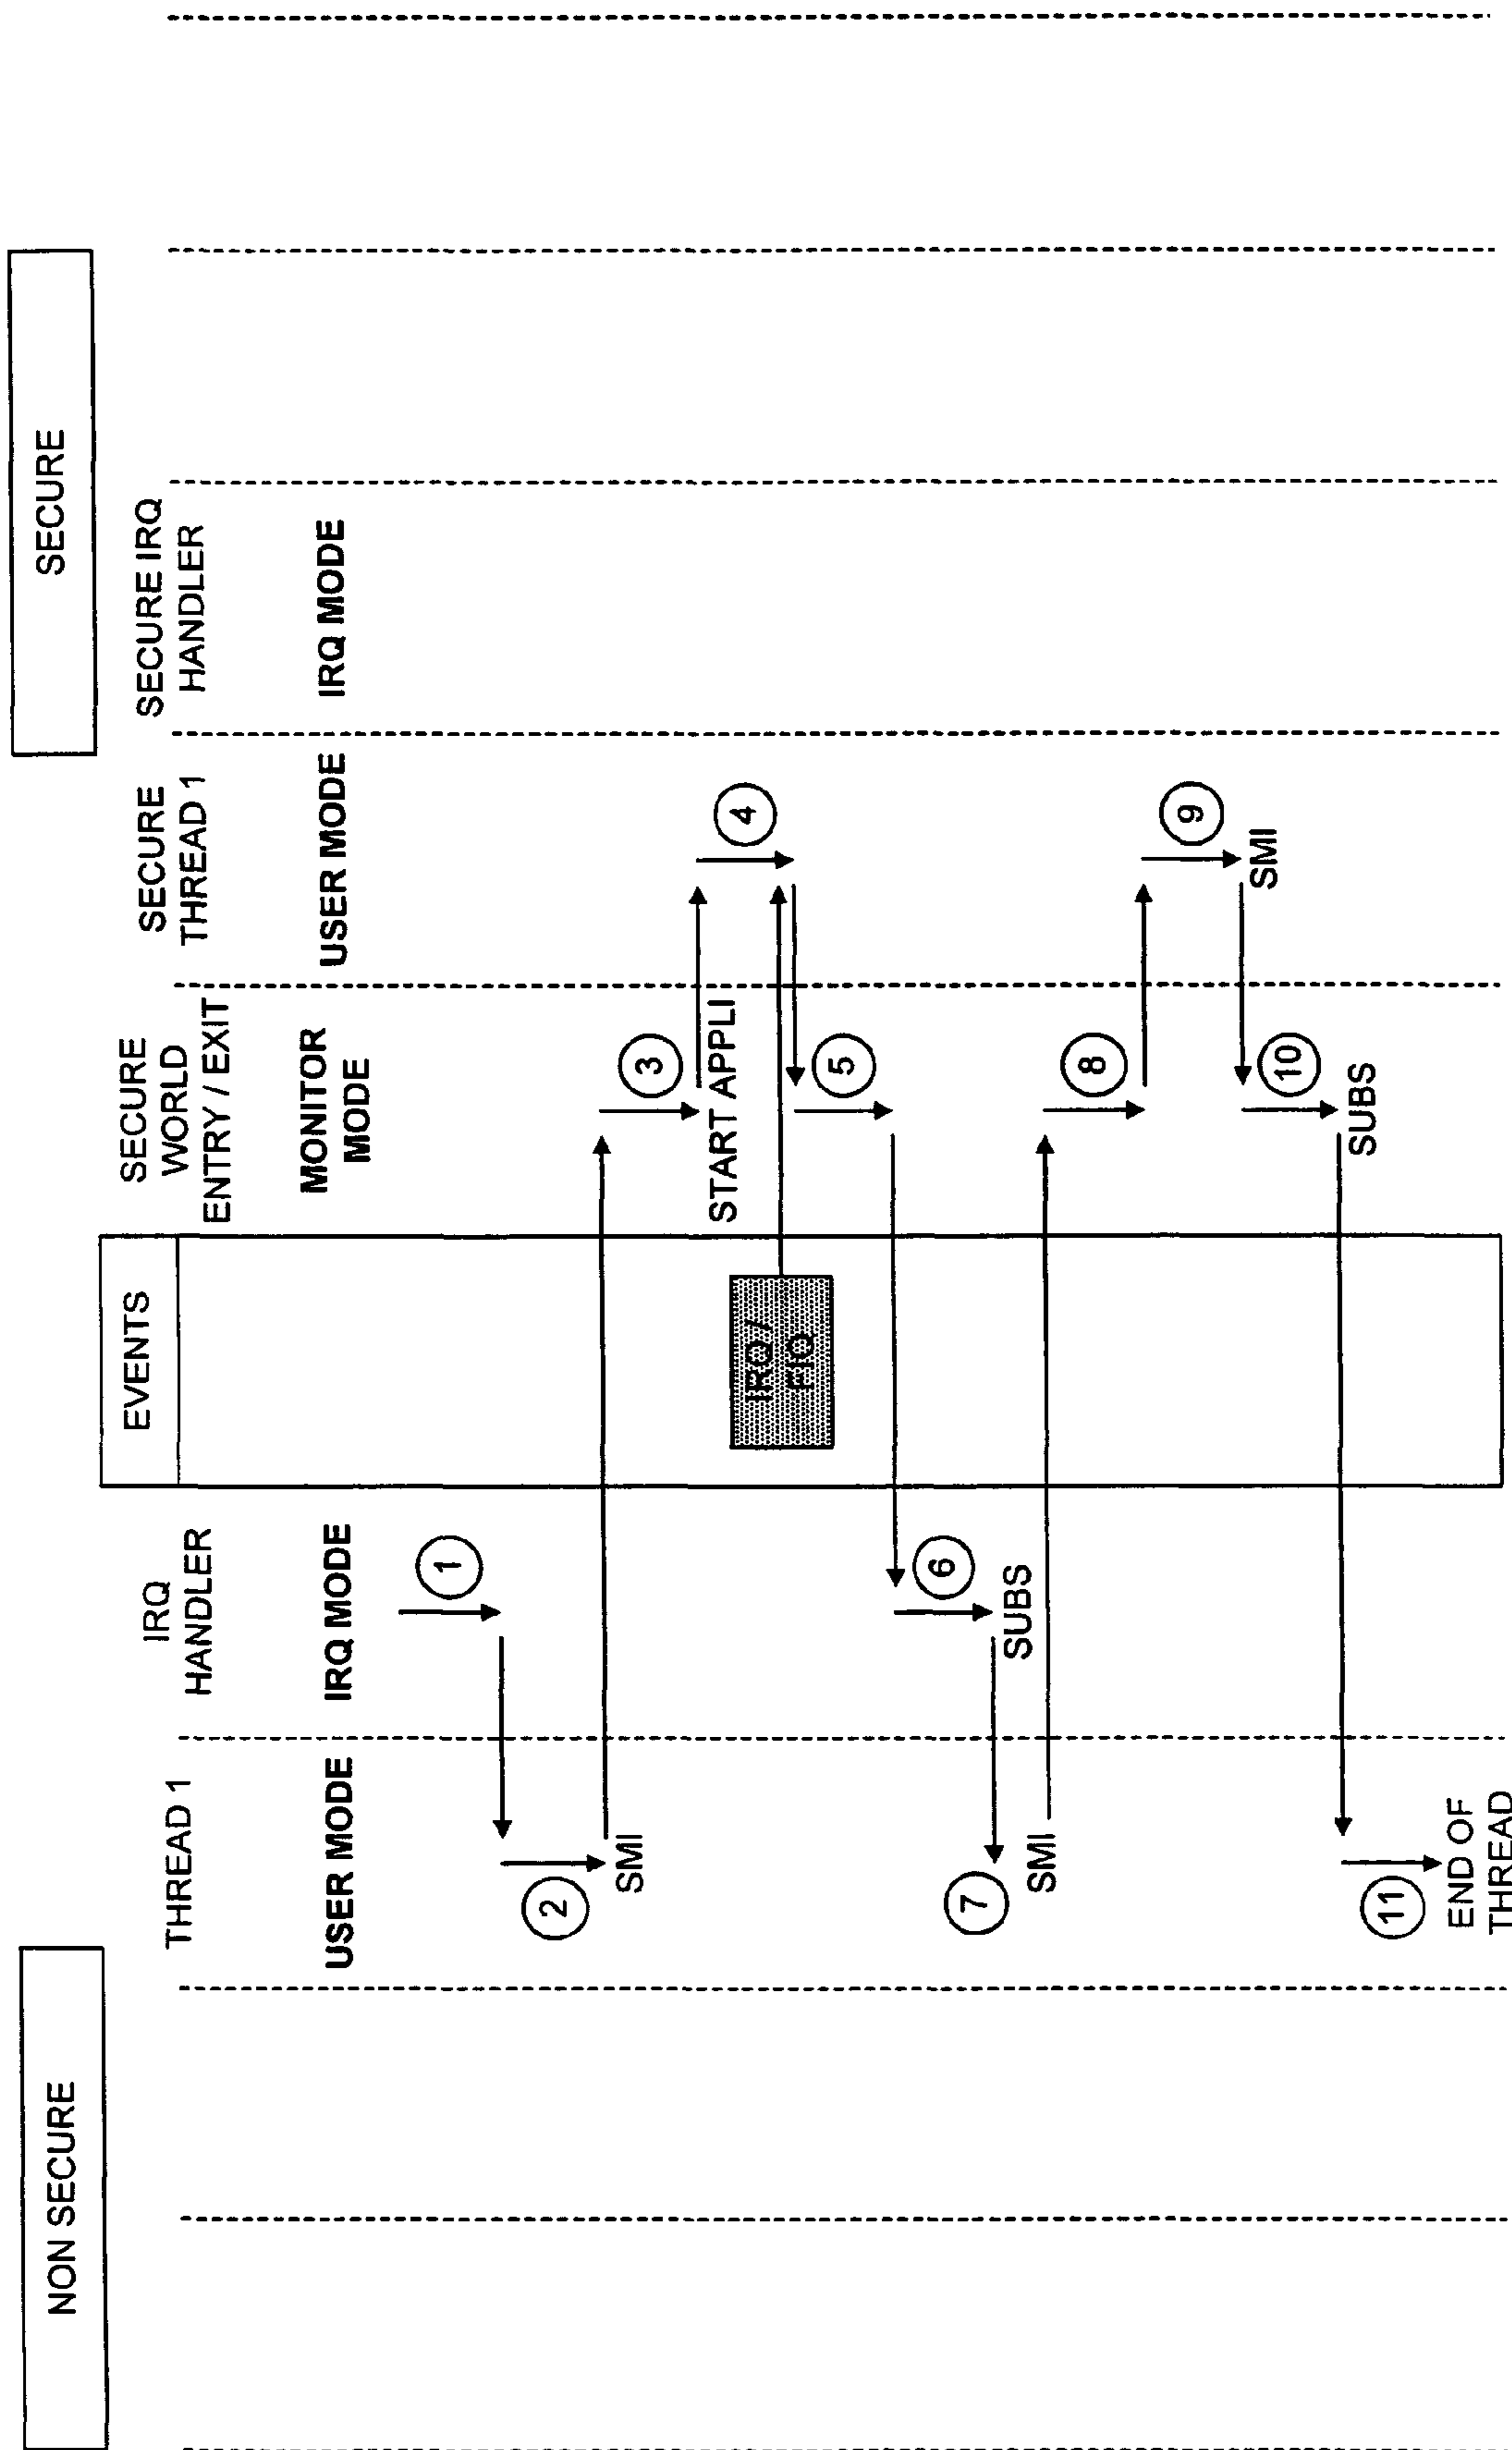 NON SECURE
SECURE
THREAD 1
USER MODE
IRQ
HANDLER
IRQ MODE
EVENTS
SECURE
WORLD
ENTRY / EXIT
MONITOR
MODE
SECURE
THREAD 1
USER MODE
SECURE IRQ
HANDLER
IRQ MODE
1
2
SMI
3
START APPLI
4
IRQ /
FIQ
5
6
SUBS
7
SMI
8
9
SMI
10
SUBS
11
END OF
THREAD